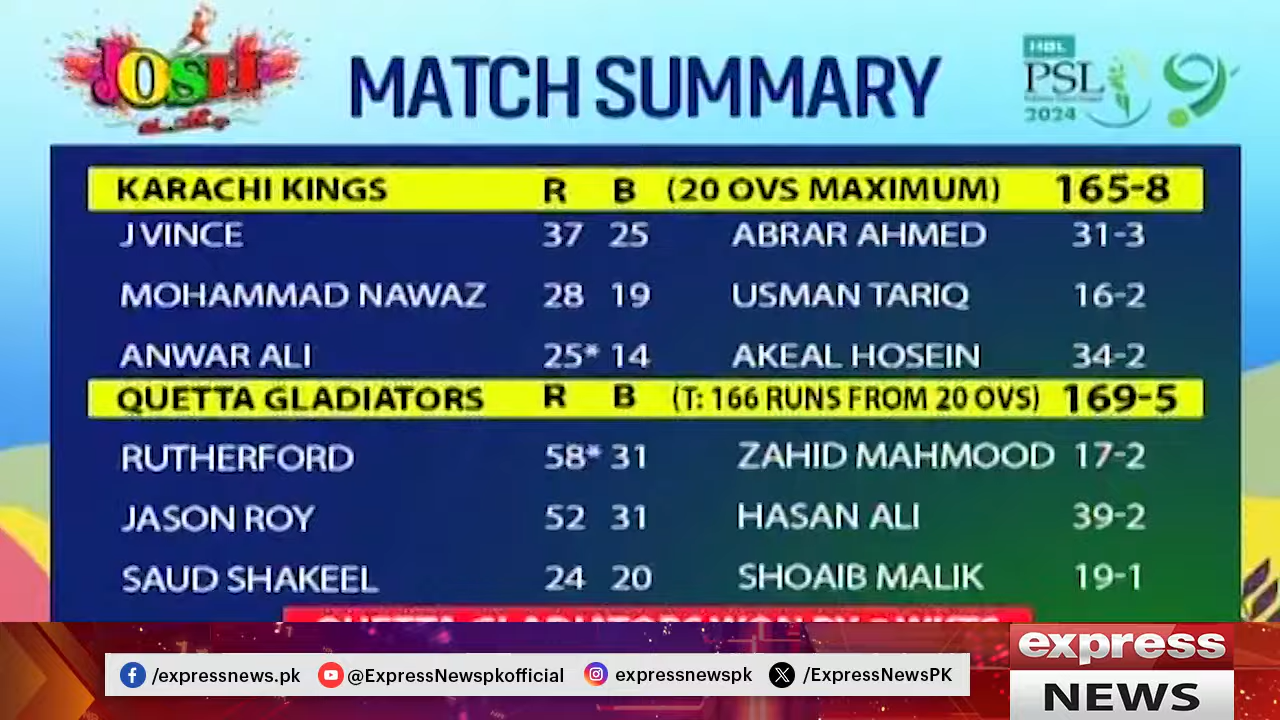 JOSH
MATCH SUMMARY
HBL
PSL
2024
9
KARACHI KINGS R B (20 OVS MAXIMUM) 165-8
J VINCE 37 25 ABRAR AHMED 31-3
MOHAMMAD NAWAZ 28 19 USMAN TARIQ 16-2
ANWAR ALI 25* 14 AKEAL HOSEIN 34-2
QUETTA GLADIATORS R B (T: 166 RUNS FROM 20 OVS) 169-5
RUTHERFORD 58* 31 ZAHID MAHMOOD 17-2
JASON ROY 52 31 HASAN ALI 39-2
SAUD SHAKEEL 24 20 SHOAIB MALIK 19-1
/expressnews.pk @ExpressNewspkofficial expressnewspk /ExpressNewsPK
express
NEWS